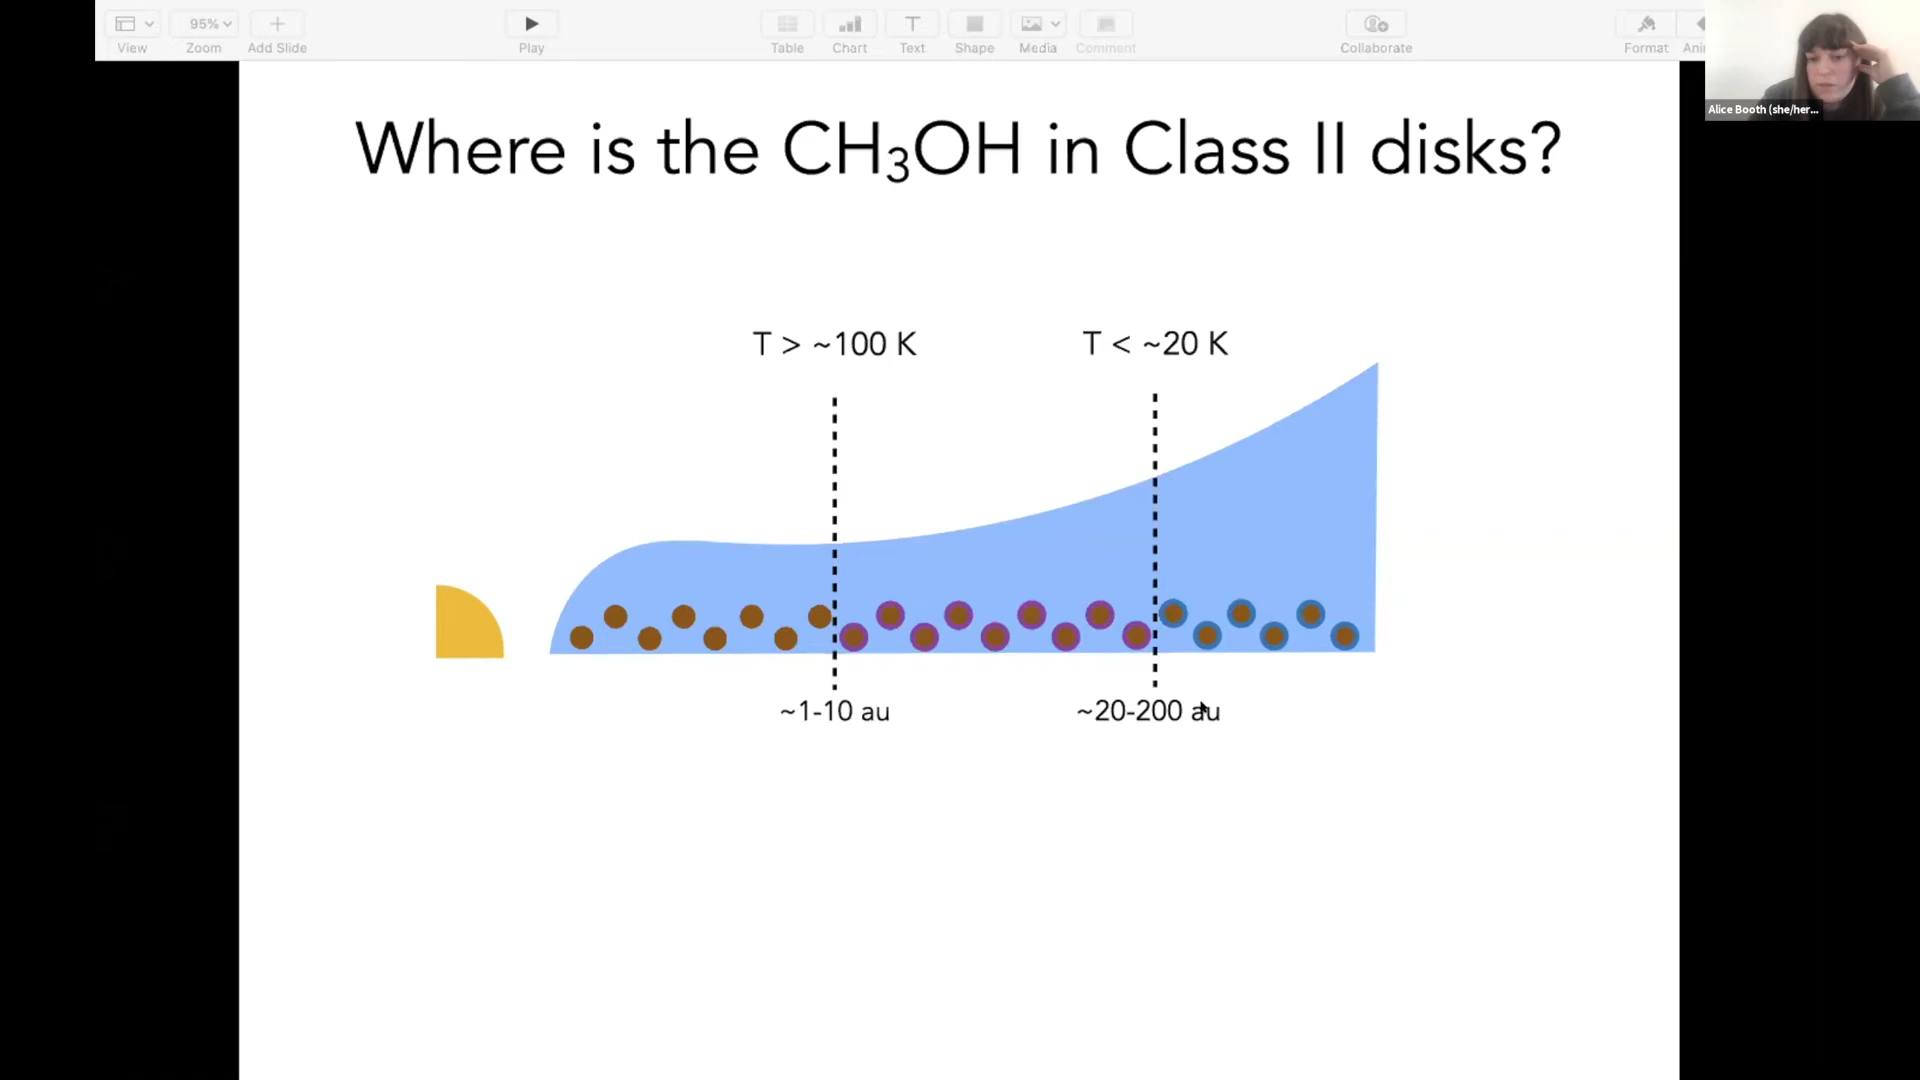 95%
View
Zoom
Add Slide
Play
Table
Chart
Text
Shape
Media
Comment
Collaborate
Format
Alice Booth (she/her...
Where is the CH₃OH in Class II disks?
T > ~100 K
T < ~20 K
~1-10 au
~20-200 au